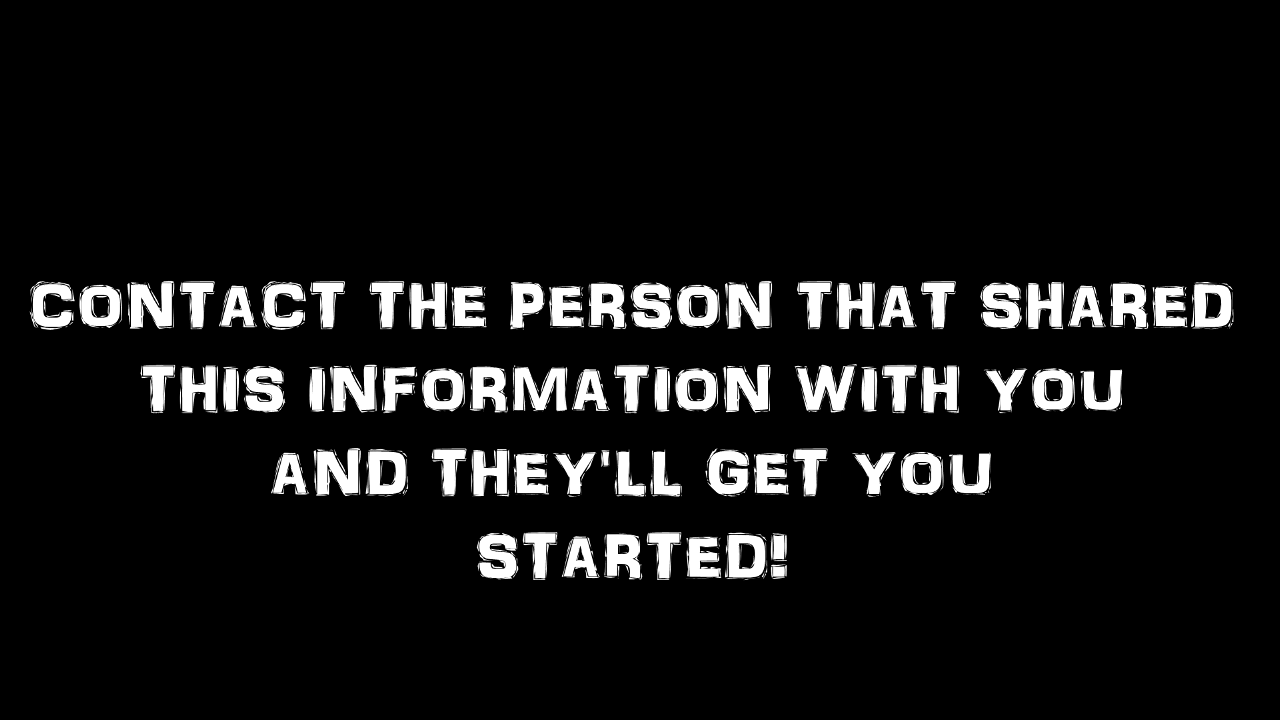 CONTACT THE PERSON THAT SHARED
THIS INFORMATION WITH YOU
AND THEY'LL GET YOU
STARTED!